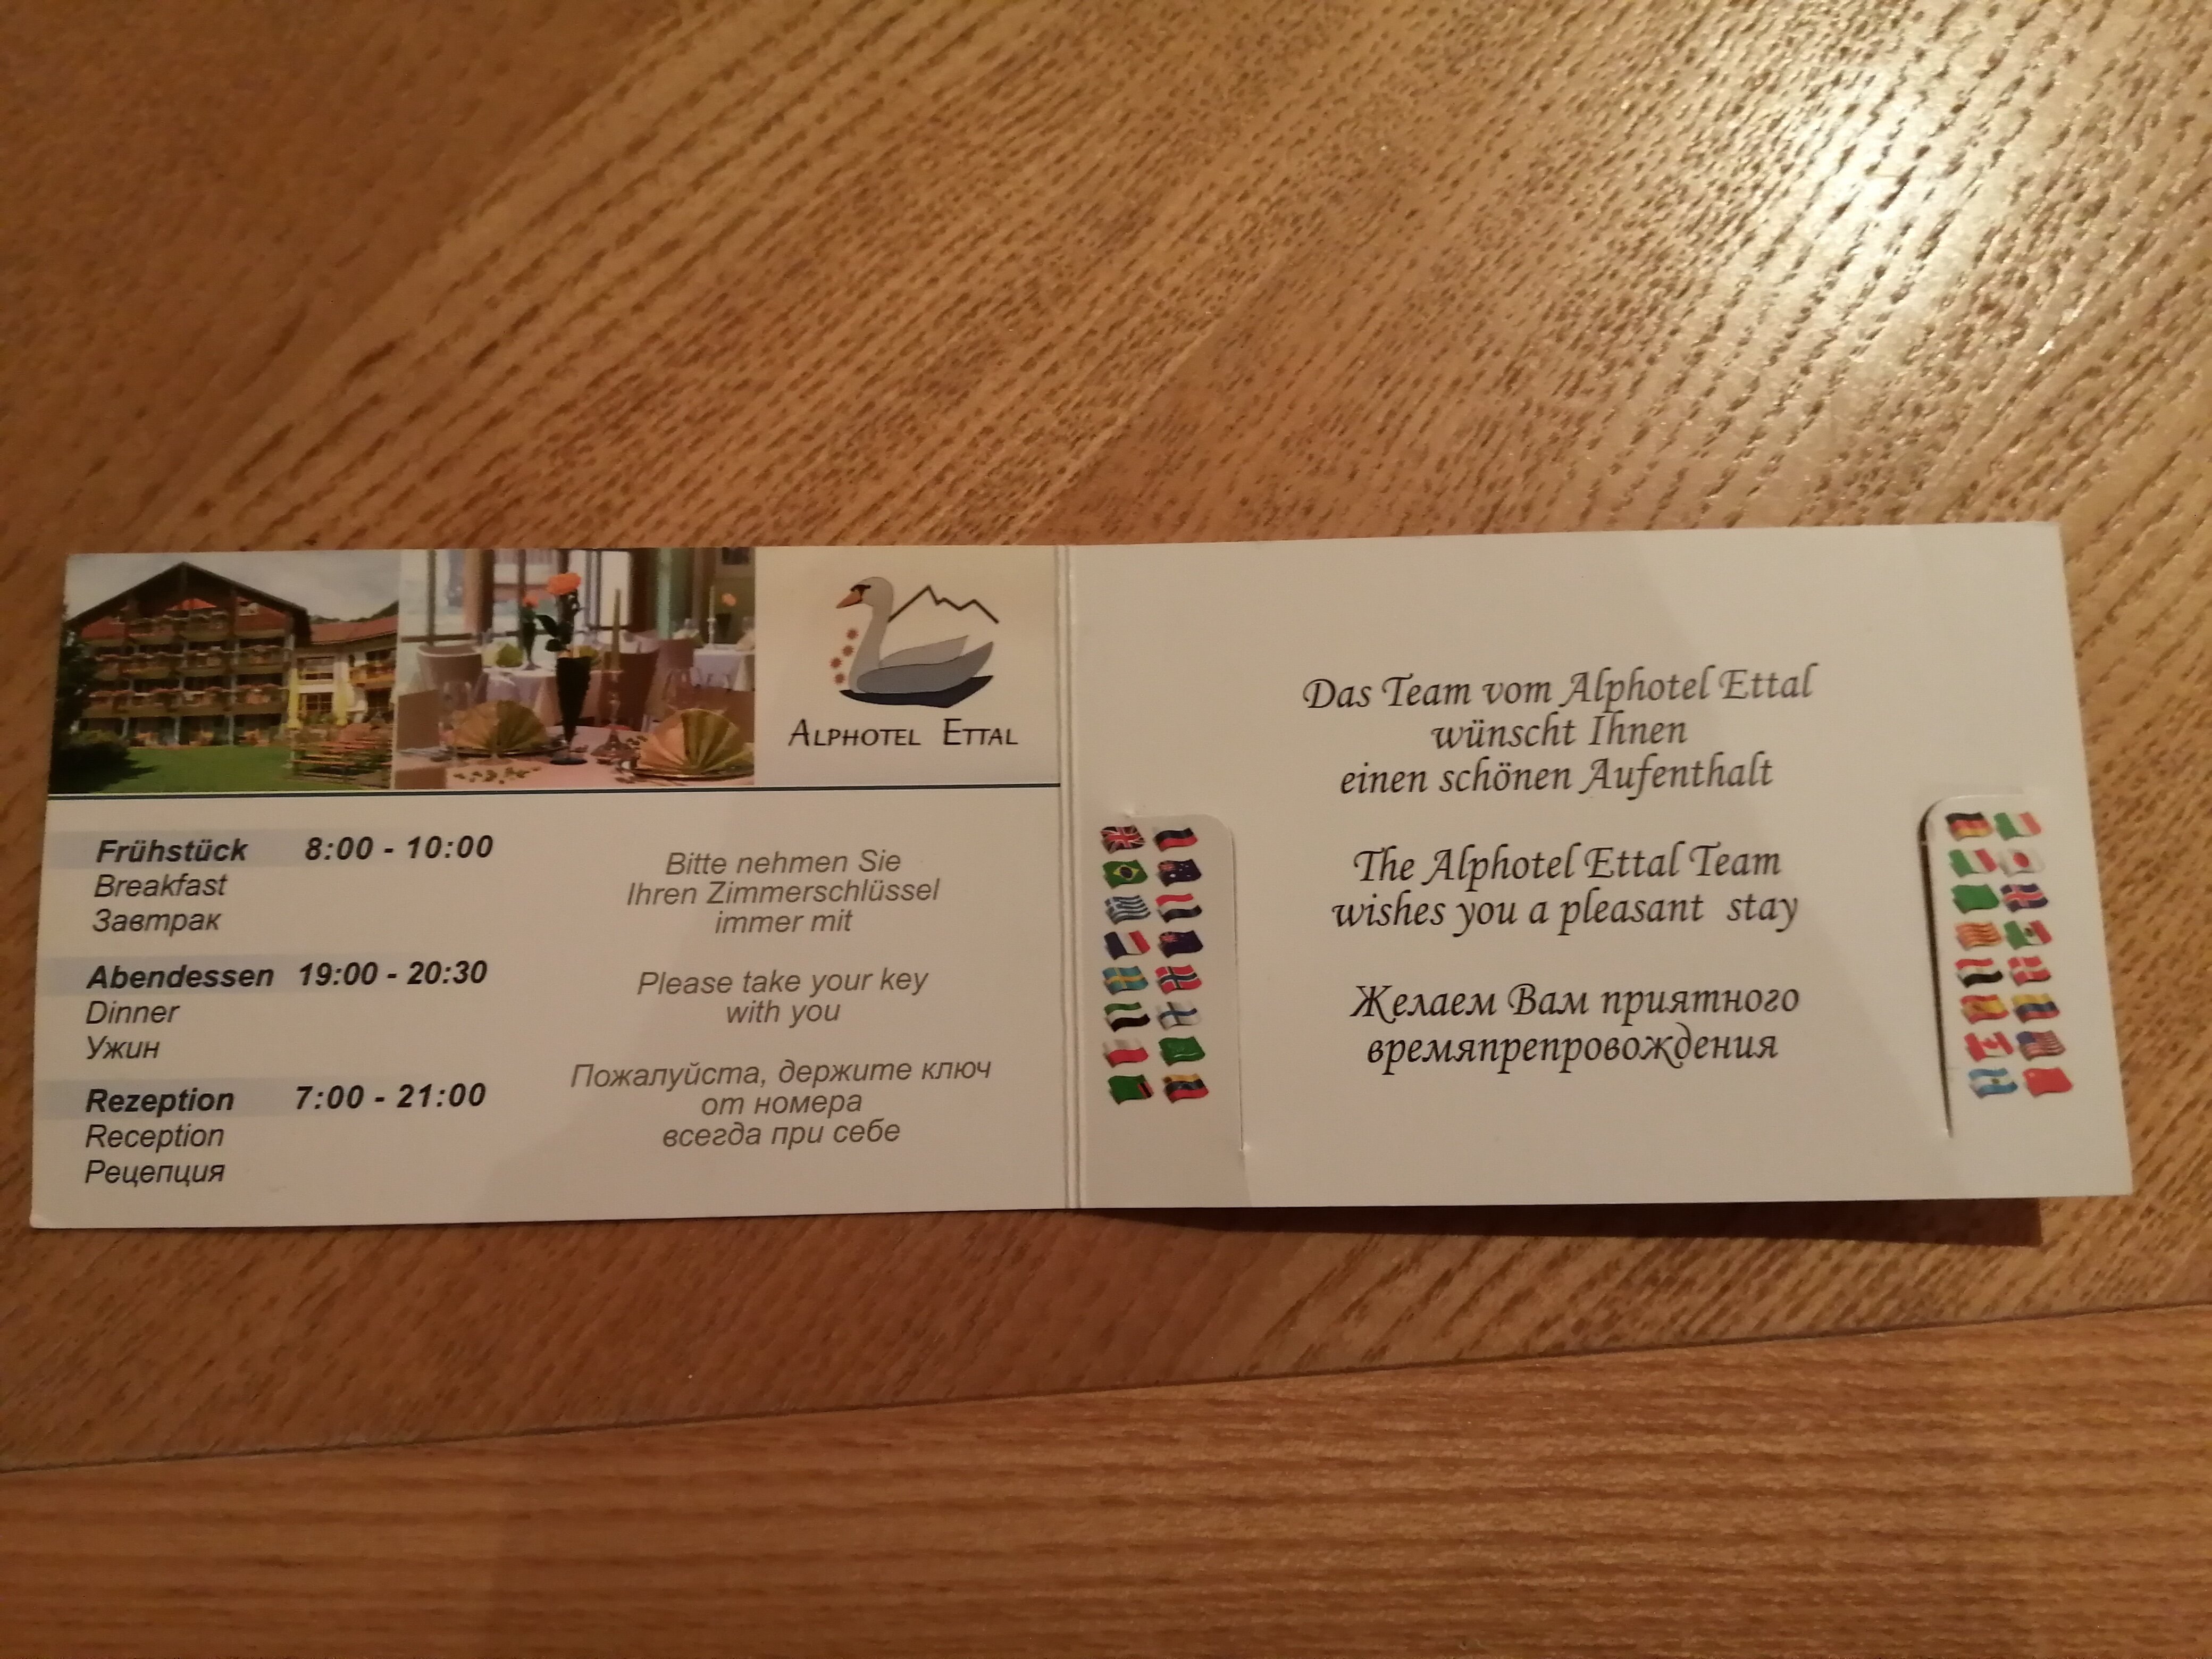 ALPHOTEL ETTAL
Frühstück 8:00 - 10:00
Breakfast
Завтрак
Abendessen 19:00 - 20:30
Dinner
Ужин
Rezeption 7:00 - 21:00
Reception
Рецепция
Bitte nehmen Sie
Ihren Zimmerschlüssel
immer mit
Please take your key
with you
Пожалуйста, держите ключ
от номера
всегда при себе
Das Team vom Alphotel Ettal
wünscht Ihnen
einen schönen Aufenthalt
The Alphotel Ettal Team
wishes you a pleasant stay
Желаем Вам приятного
времяпрепровождения